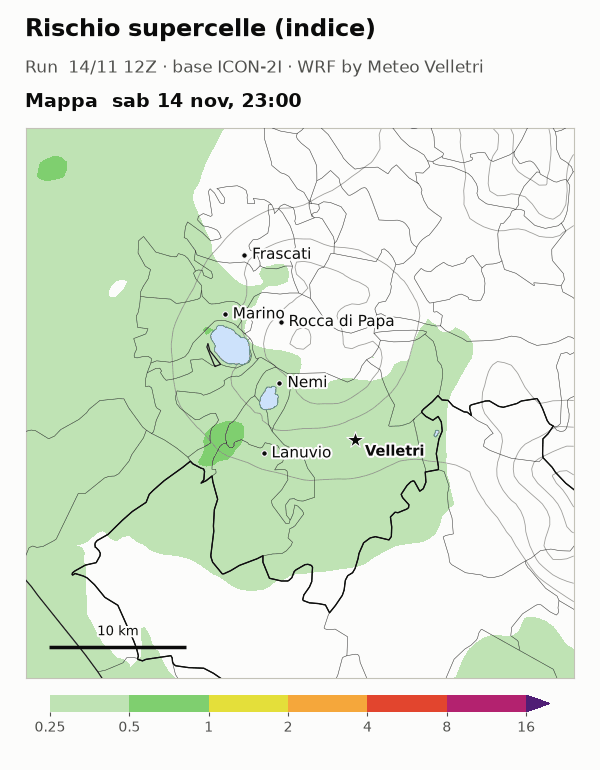 Rischio supercelle (indice)
Run 14/11 12Z · base ICON-2I · WRF by Meteo Velletri
Mappa sab 14 nov, 23:00
Frascati
Marino
Rocca di Papa
Nemi
Lanuvio
Velletri
10 km
0.25 0.5 1 2 4 8 16